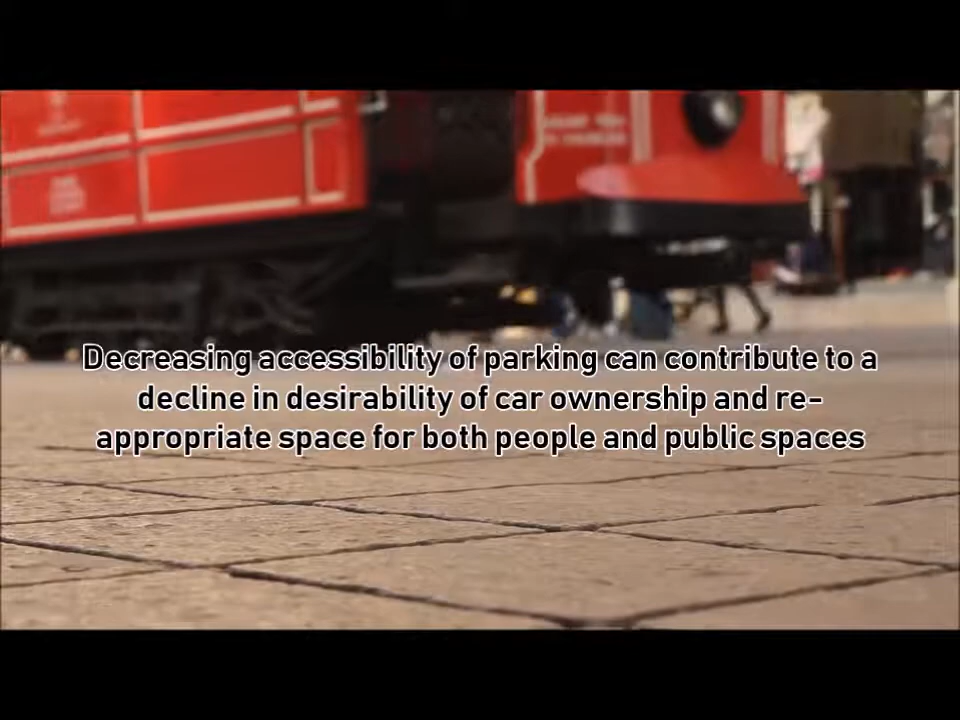 Decreasing accessibility of parking can contribute to a
decline in desirability of car ownership and re-
appropriate space for both people and public spaces